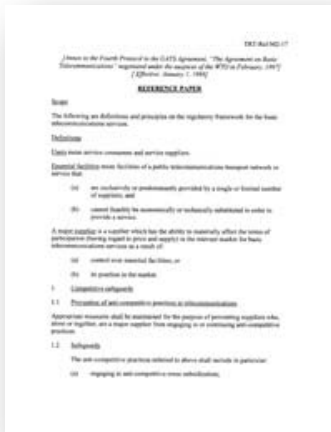 [Annex to the Fourth Protocol to the GATS Agreement, "The Agreement on Basic
Telecommunications" negotiated under the auspices of the WTO in February, 1997]
[Effective: January 1, 1998]
REFERENCE PAPER
Scope
The following are definitions and principles on the regulatory framework for the basic
telecommunications services.
Definitions
Users mean service consumers and service suppliers.
Essential facilities mean facilities of a public telecommunications transport network or
service that
(a) are exclusively or predominantly provided by a single or limited number
of suppliers; and
(b) cannot feasibly be economically or technically substituted in order to
provide a service.
A major supplier is a supplier which has the ability to materially affect the terms of
participation (having regard to price and supply) in the relevant market for basic
telecommunications services as a result of:
(a) control over essential facilities; or
(b) its position in the market.
1 Competitive safeguards
1.1 Prevention of anti-competitive practices in telecommunications
Appropriate measures shall be maintained for the purpose of preventing suppliers who,
alone or together, are a major supplier from engaging in or continuing anti-competitive
practices.
1.2 Safeguards
The anti-competitive practices referred to above shall include in particular:
(a) engaging in anti-competitive cross-subsidization;